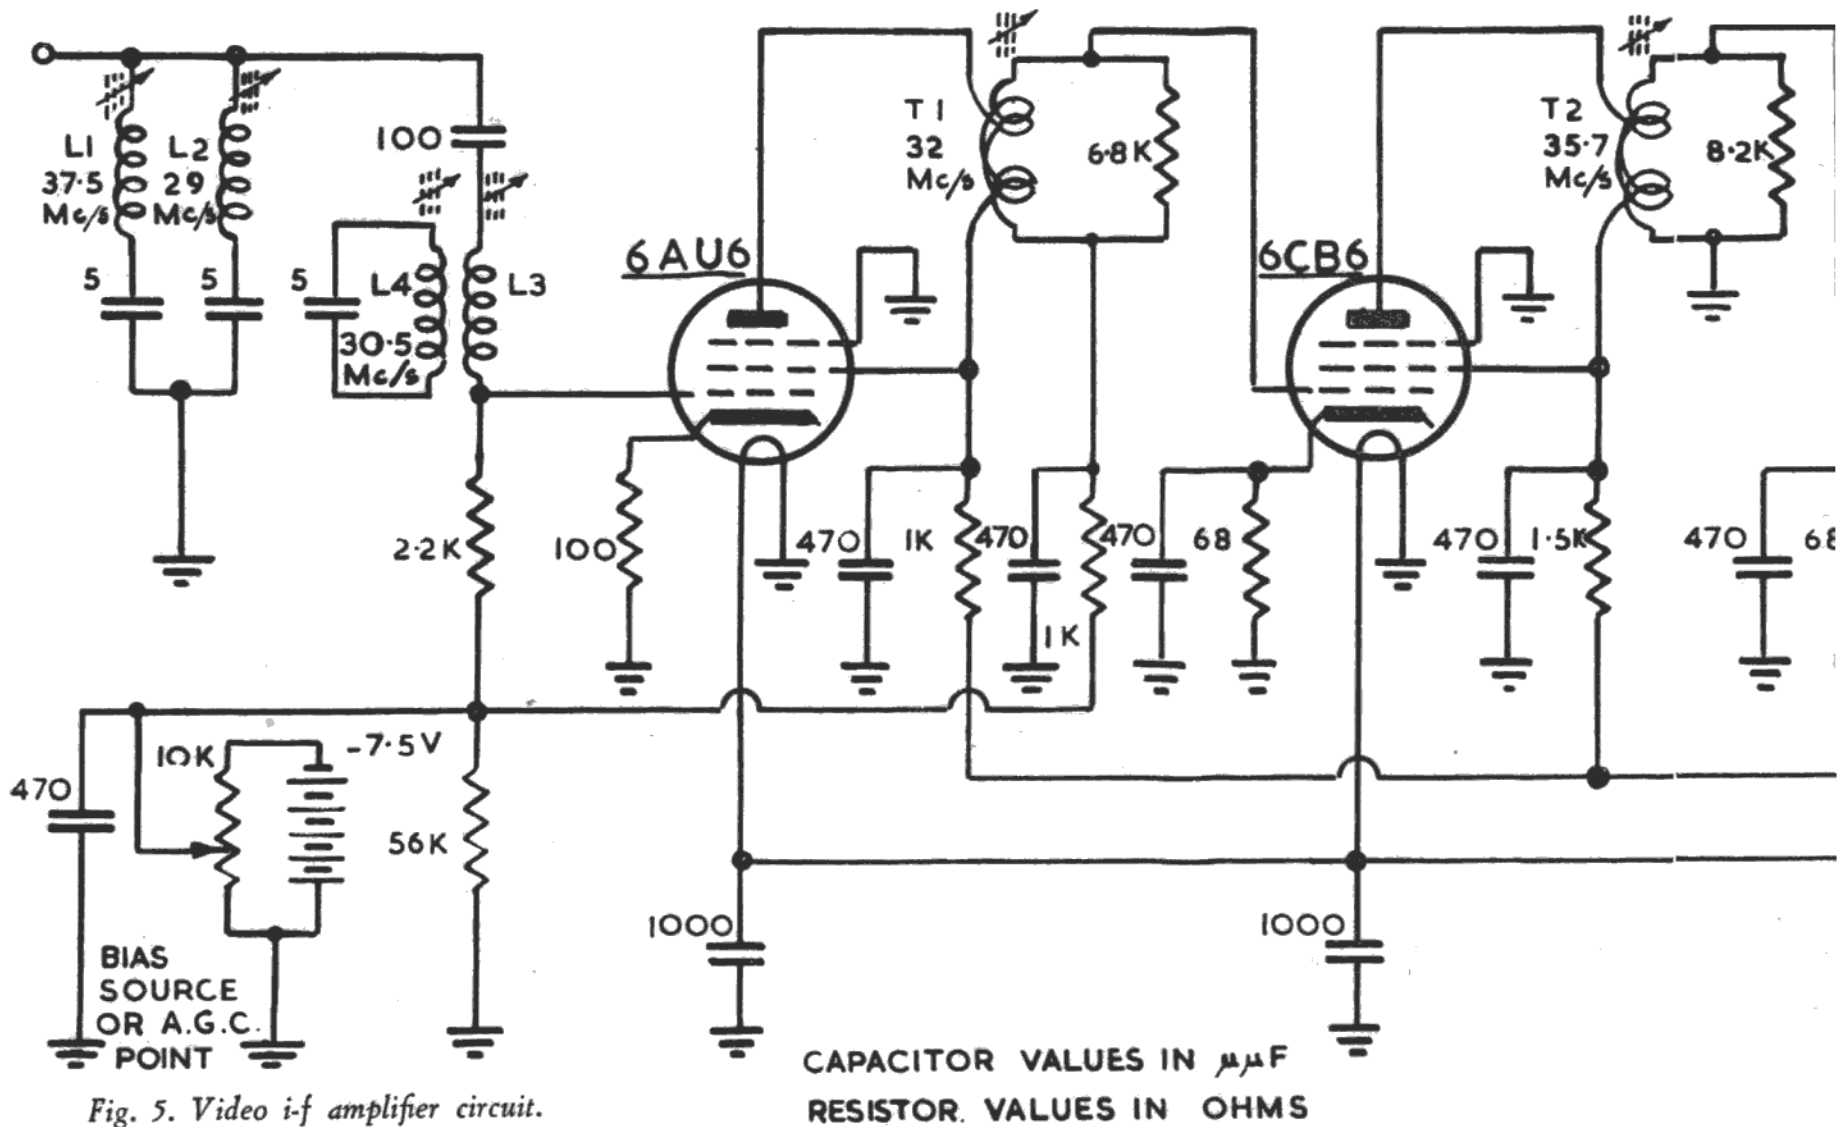 L1
37.5
Mc/s
L2
29
Mc/s
100
T 1
32
Mc/s
6.8K
T2
35.7
Mc/s
8.2K
6AU6
6CB6
5
5
5
L4
L3
30.5
Mc/s
2.2K
100
470
1K
470
1K
470
68
470
1.5K
470
68
10K
-7.5V
470
56K
1000
1000
BIAS
SOURCE
OR A.G.C.
POINT
CAPACITOR VALUES IN µµF
RESISTOR. VALUES IN OHMS
Fig. 5. Video i-f amplifier circuit.